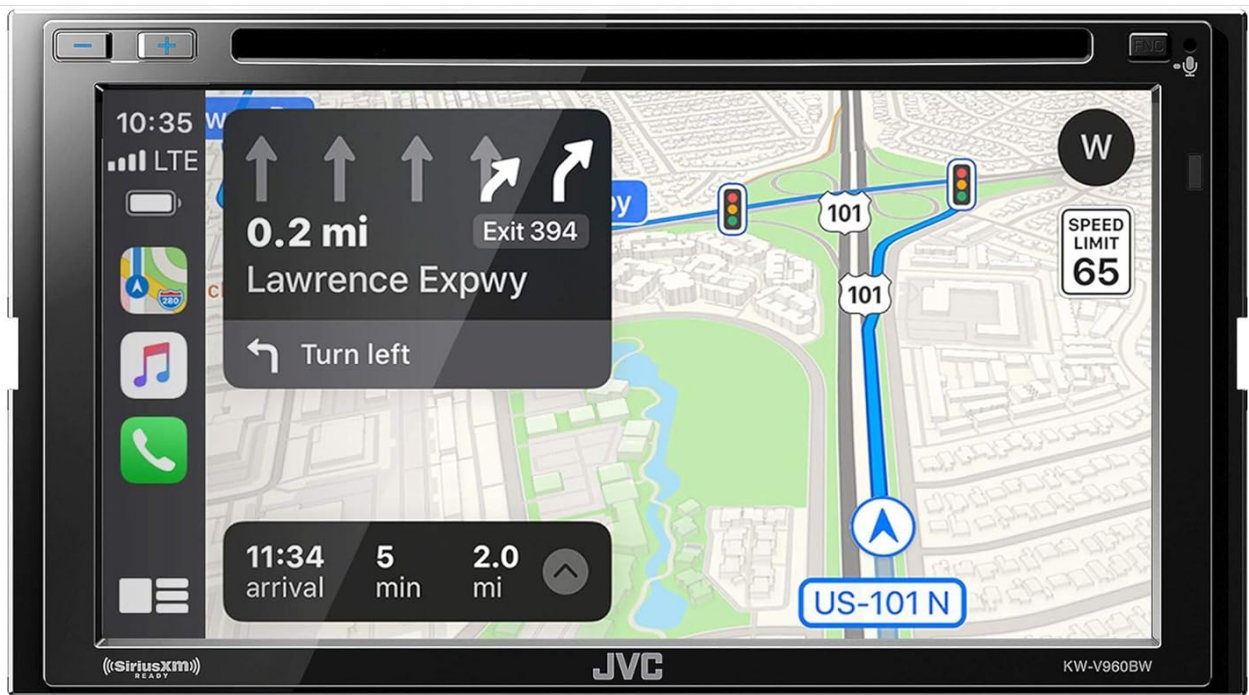 FNC
10:35
LTE
W
0.2 mi
Exit 394
Lawrence Expwy
Turn left
101
101
W
SPEED
LIMIT
65
280
11:34
arrival
5
min
2.0
mi
US-101 N
((SiriusXM))
READY
JVC
KW-V960BW